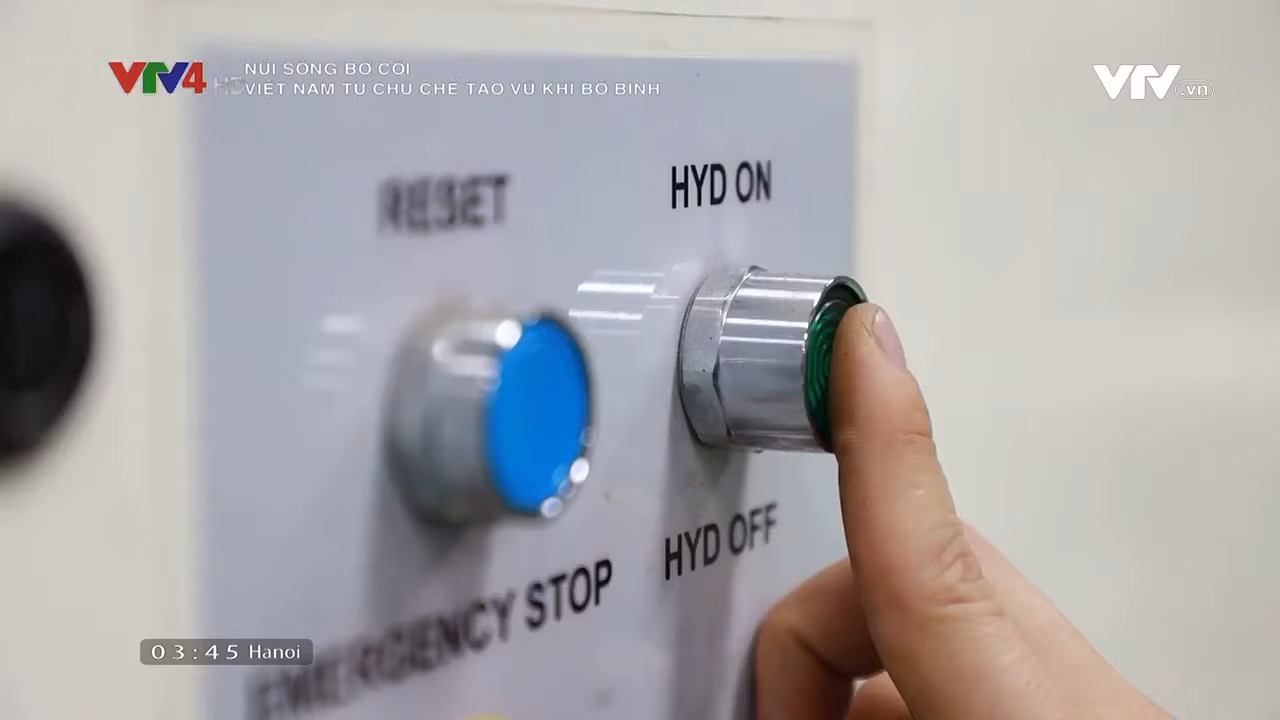 VTV4
HD
NÚI SÔNG BỜ CÕI
VIỆT NAM TỰ CHỦ CHẾ TẠO VŨ KHÍ BỘ BINH
VTV.vn
RESET
HYD ON
HYD OFF
EMERGENCY STOP
03:45 Hanoi